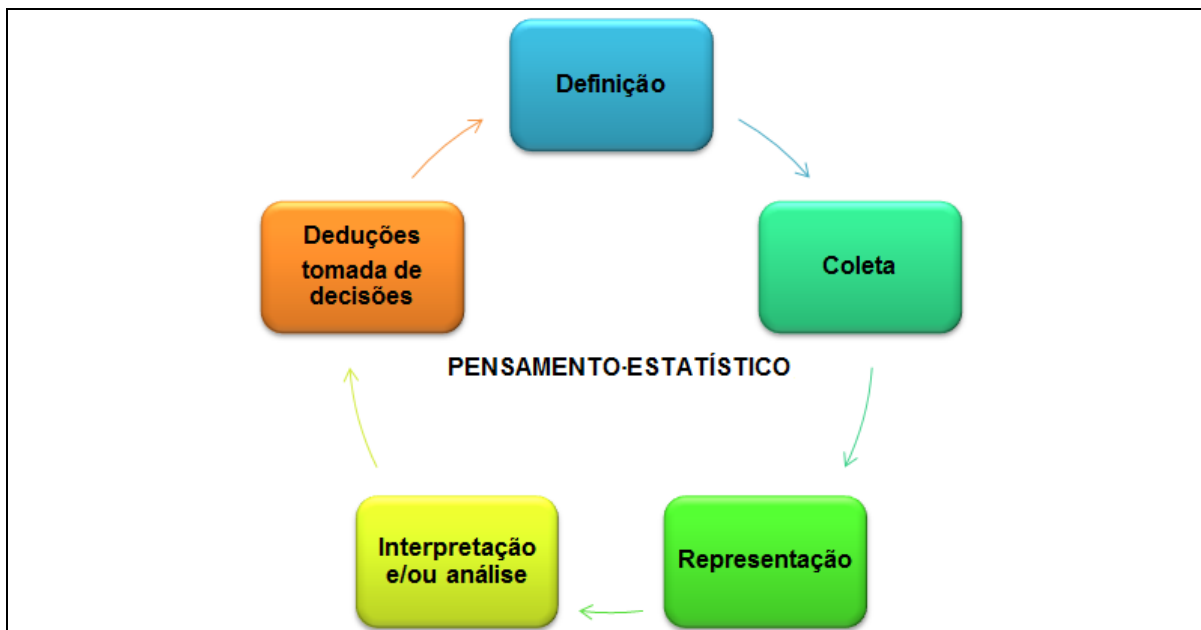 Definição
Coleta
Representação
Interpretação
e/ou análise
Deduções
tomada de
decisões
PENSAMENTO·ESTATÍSTICO